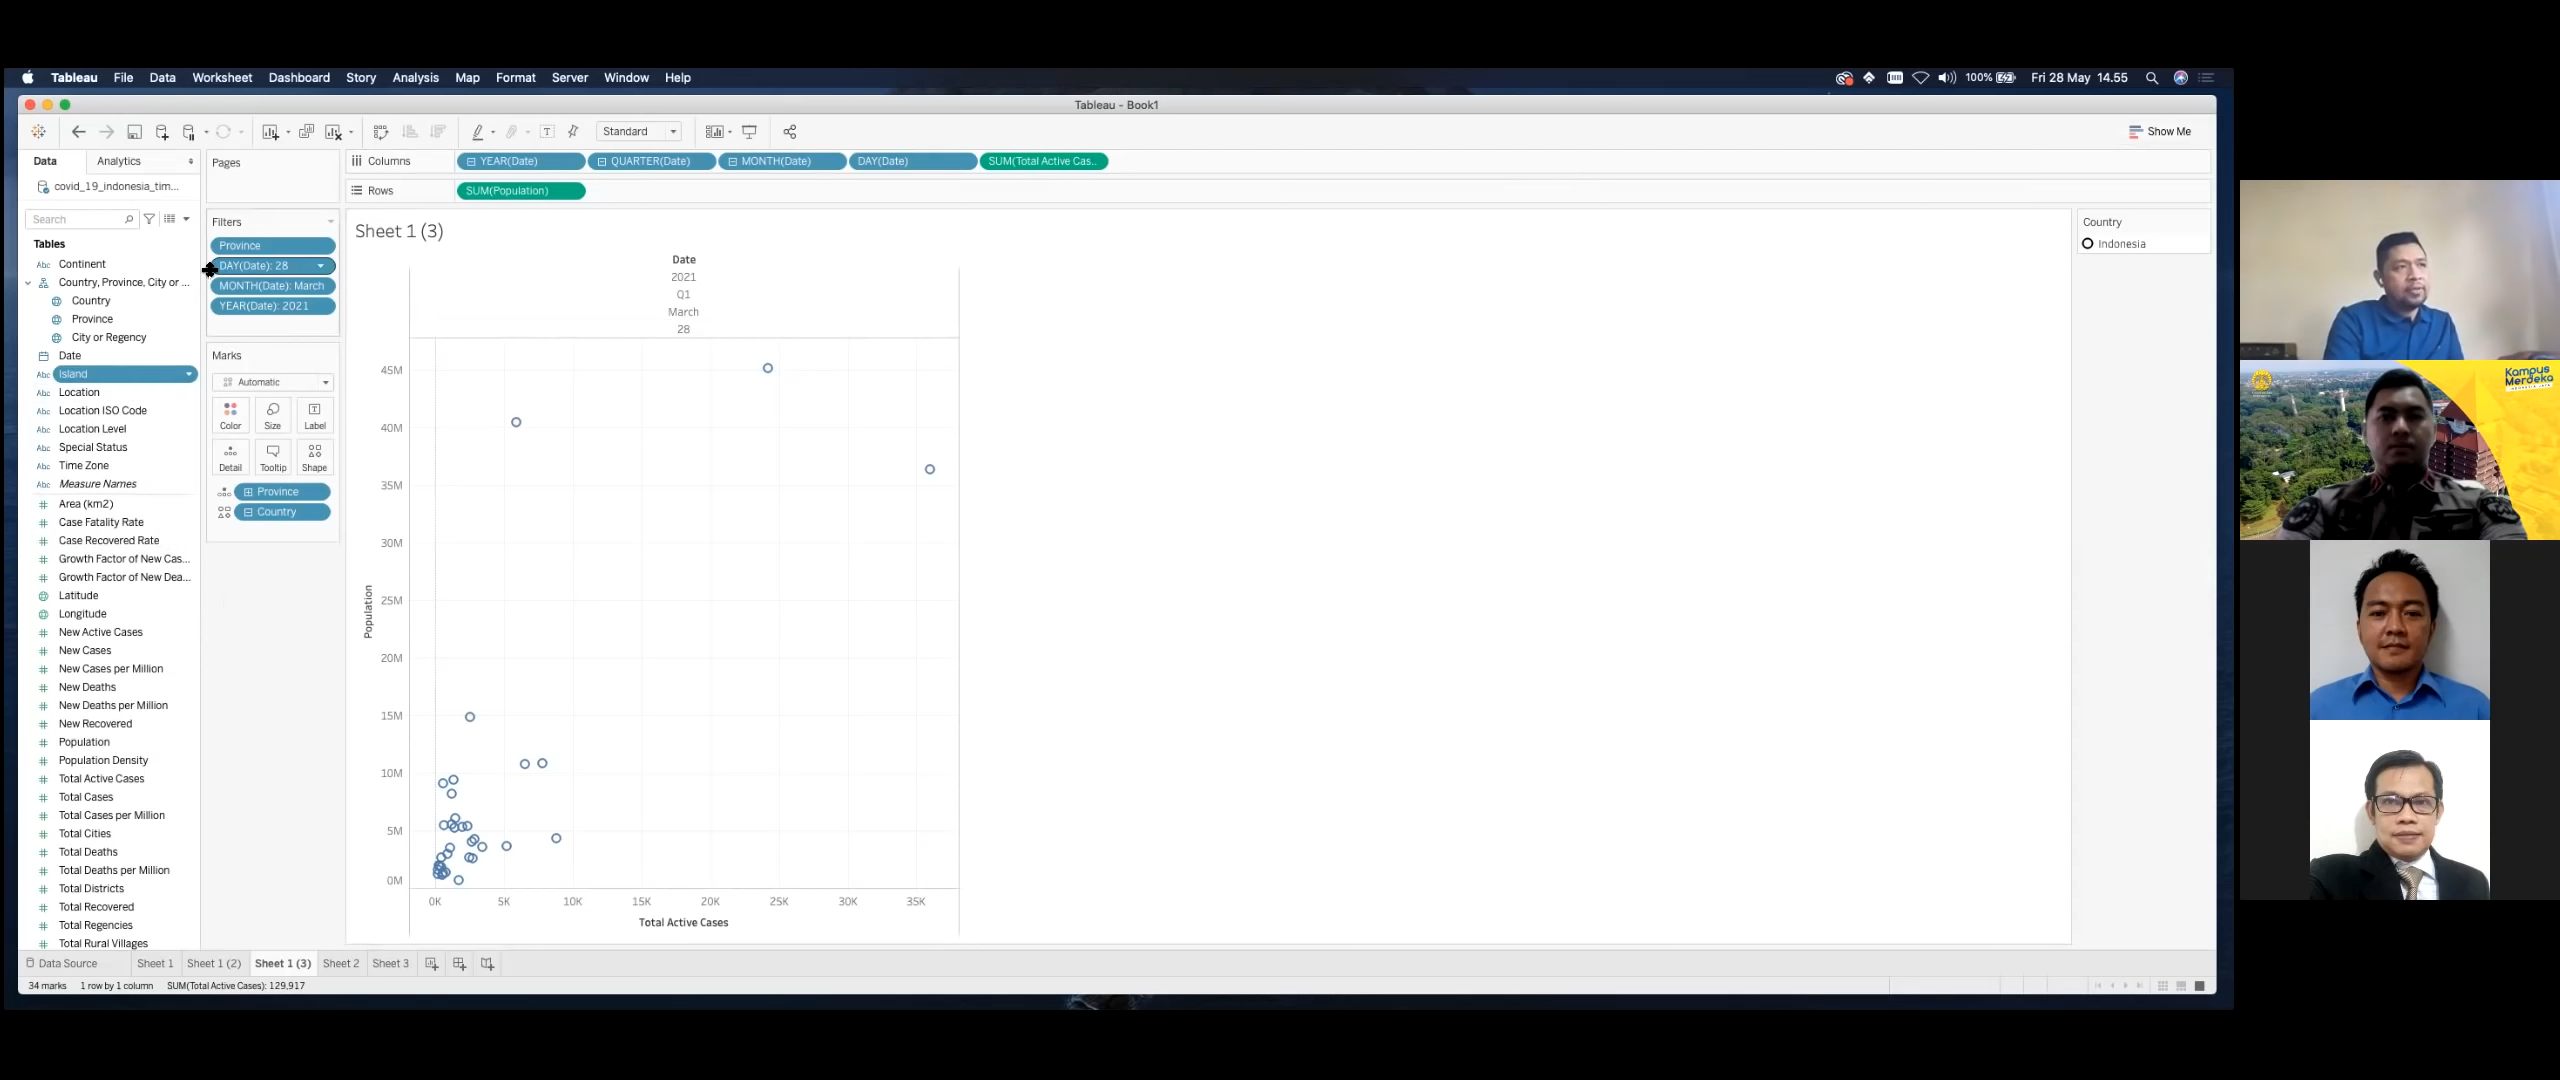 Tableau File Data Worksheet Dashboard Story Analysis Map Format Server Window Help
100% Fri 28 May 14.55
Tableau - Book1
Standard
Show Me
Data Analytics
covid_19_indonesia_tim...
Search
Tables
Abc Continent
Country, Province, City or ...
Country
Province
City or Regency
Date
Abc Island
Abc Location
Abc Location ISO Code
Abc Location Level
Abc Special Status
Abc Time Zone
Abc Measure Names
# Area (km2)
# Case Fatality Rate
# Case Recovered Rate
# Growth Factor of New Cas...
# Growth Factor of New Dea...
Latitude
Longitude
# New Active Cases
# New Cases
# New Cases per Million
# New Deaths
# New Deaths per Million
# New Recovered
# Population
# Population Density
# Total Active Cases
# Total Cases
# Total Cases per Million
# Total Cities
# Total Deaths
# Total Deaths per Million
# Total Districts
# Total Recovered
# Total Regencies
# Total Rural Villages
Pages
Filters
Province
DAY(Date): 28
MONTH(Date): March
YEAR(Date): 2021
Marks
Automatic
Color Size Label
Detail Tooltip Shape
Province
Country
Columns YEAR(Date) QUARTER(Date) MONTH(Date) DAY(Date) SUM(Total Active Cas..
Rows SUM(Population)
Sheet 1 (3)
Date
2021
Q1
March
28
45M
40M
35M
30M
25M
20M
15M
10M
5M
0M
Population
0K 5K 10K 15K 20K 25K 30K 35K
Total Active Cases
Country
Indonesia
Data Source Sheet 1 Sheet 1 (2) Sheet 1 (3) Sheet 2 Sheet 3
34 marks 1 row by 1 column SUM(Total Active Cases): 129,917
Kampus
Merdeka